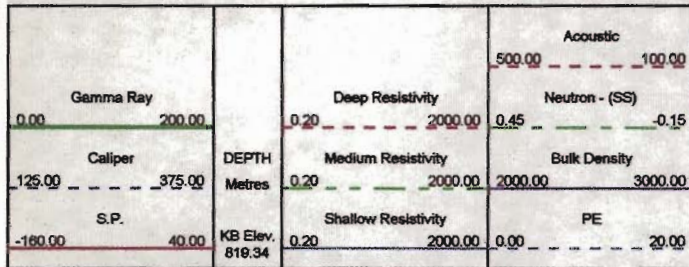 Acoustic
500.00 100.00
Gamma Ray Deep Resistivity Neutron - (SS)
0.00 200.00 0.20 2000.00 0.45 -0.15
Caliper DEPTH Medium Resistivity Bulk Density
125.00 375.00 Metres 0.20 2000.00 2000.00 3000.00
S.P. Shallow Resistivity PE
-160.00 40.00 KB Elev. 0.20 2000.00 0.00 20.00
819.34